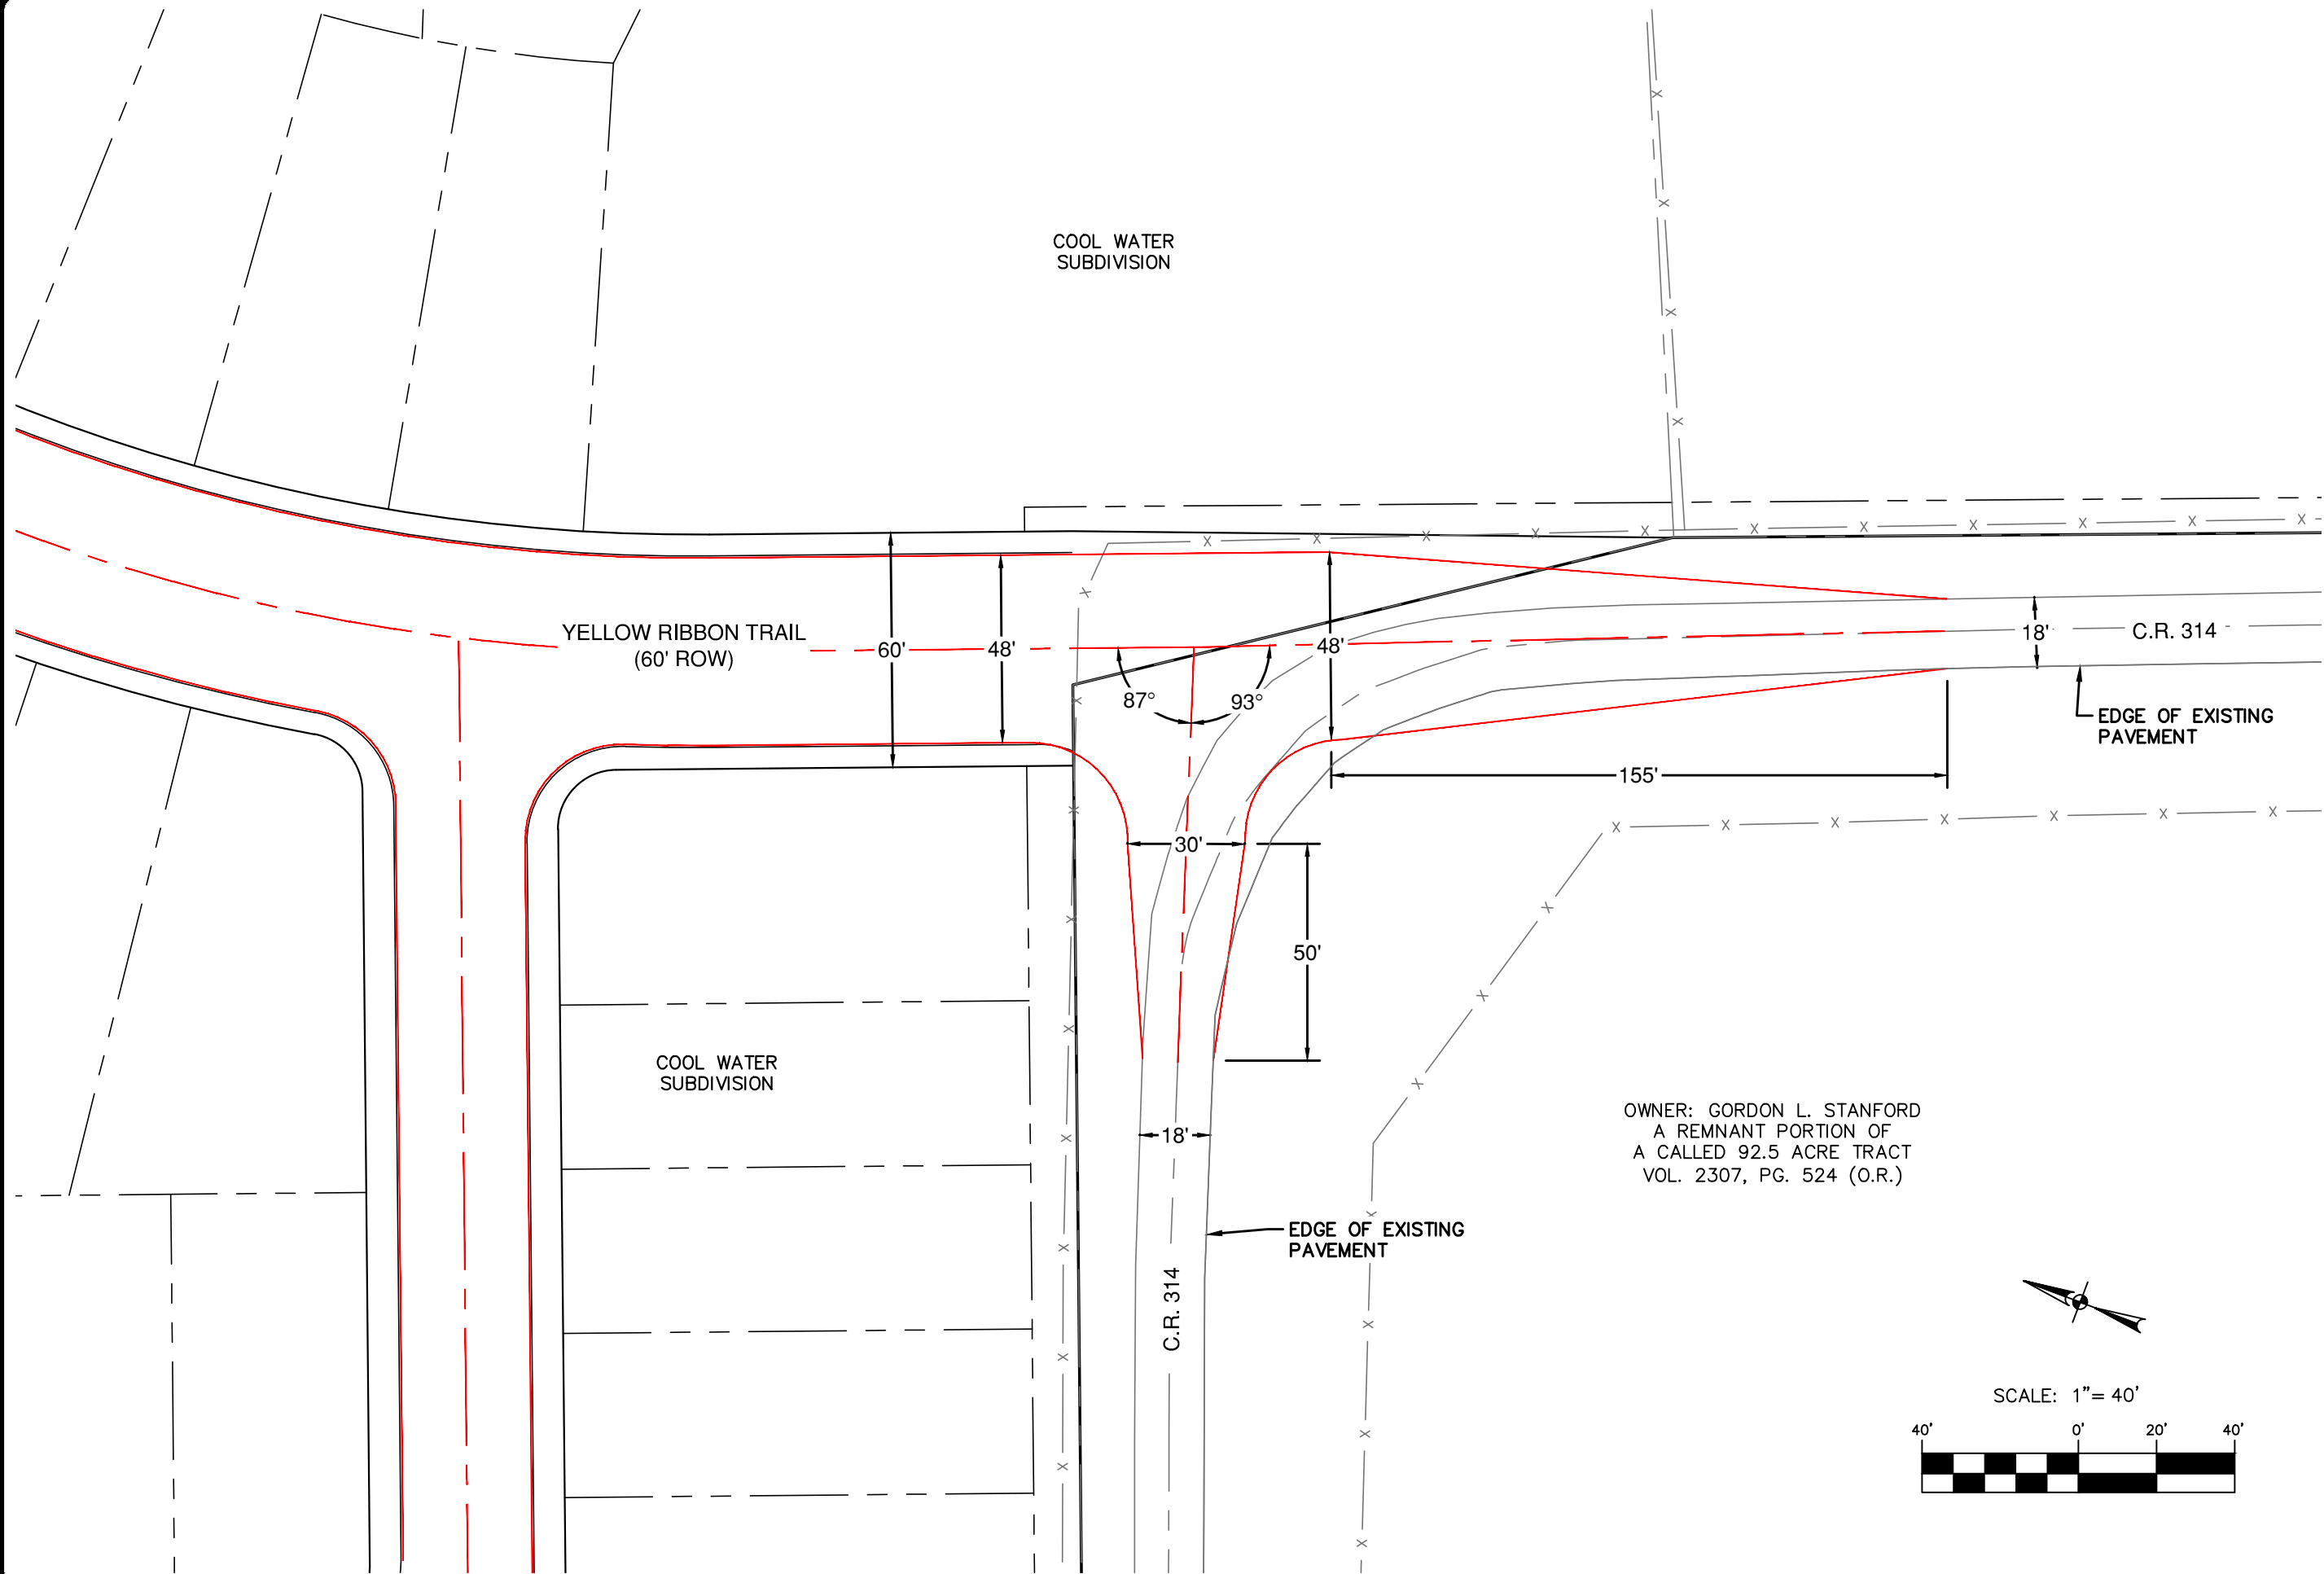 COOL WATER
SUBDIVISION
YELLOW RIBBON TRAIL
(60' ROW)
60'
48'
48'
18'
C.R. 314
87°
93°
EDGE OF EXISTING
PAVEMENT
155'
30'
50'
COOL WATER
SUBDIVISION
18'
OWNER: GORDON L. STANFORD
A REMNANT PORTION OF
A CALLED 92.5 ACRE TRACT
VOL. 2307, PG. 524 (O.R.)
EDGE OF EXISTING
PAVEMENT
C.R. 314
SCALE: 1"= 40'
40' 0' 20' 40'